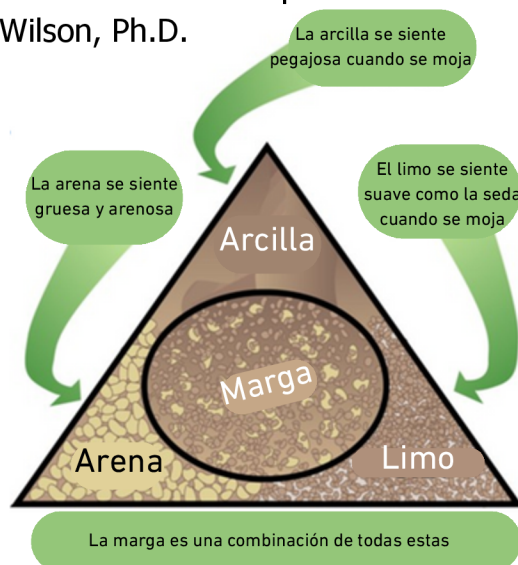 Wilson, Ph.D.
La arcilla se siente
pegajosa cuando se moja
La arena se siente
gruesa y arenosa
El limo se siente
suave como la seda
cuando se moja
Arcilla
Marga
Arena
Limo
La marga es una combinación de todas estas